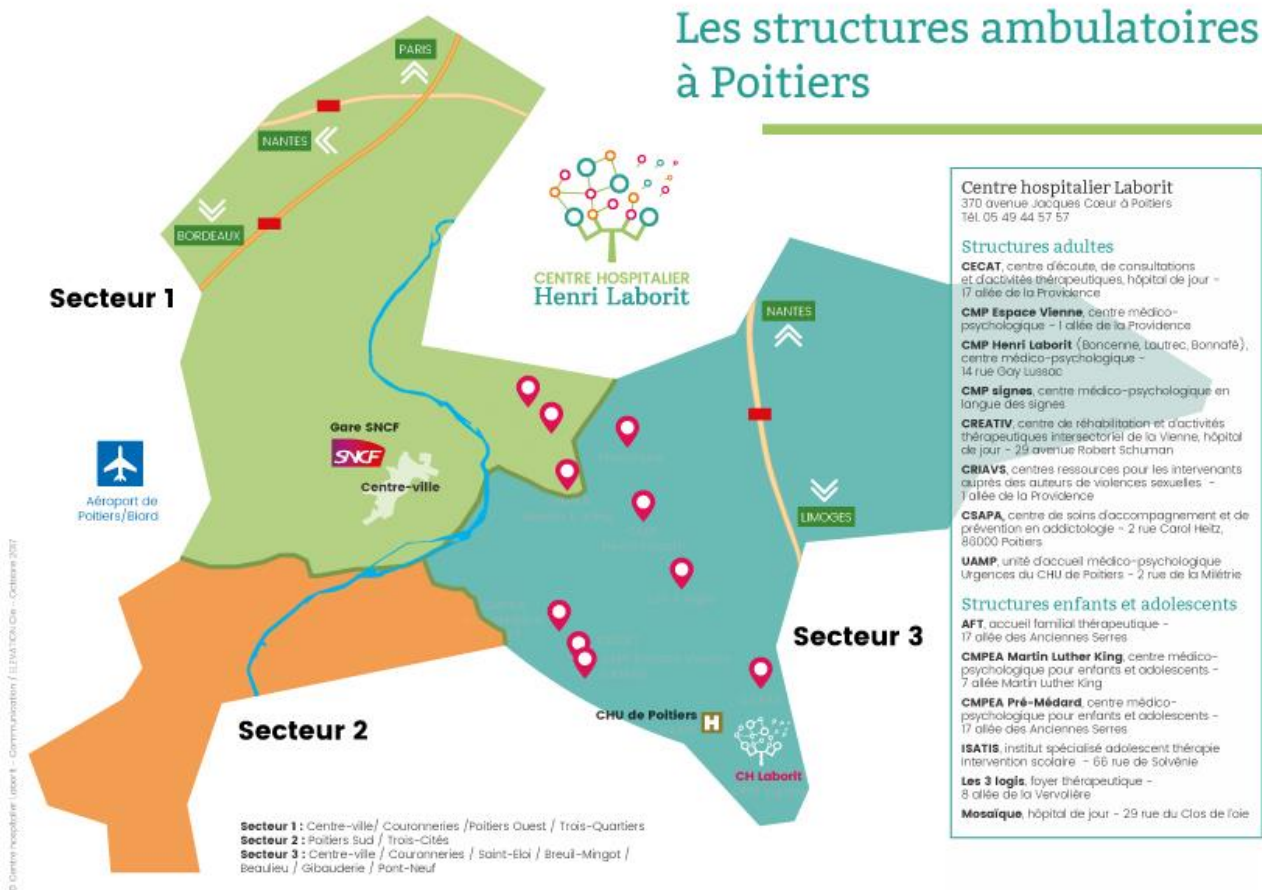 Les structures ambulatoires
à Poitiers
PARIS
NANTES
BORDEAUX
Secteur 1
CENTRE HOSPITALIER
Henri Laborit
NANTES
Gare SNCF
SNCF
Centre-ville
Aéroport de
Poitiers/Biard
LIMOGES
Secteur 3
Secteur 2
CHU de Poitiers
H
CH Laborit
Secteur 1 : Centre-ville/ Couronneries /Poitiers Ouest / Trois-Quartiers
Secteur 2 : Poitiers Sud / Trois-Cités
Secteur 3 : Centre-ville / Couronneries / Saint-Eloi / Breuil-Mingot /
Beaulieu / Gibauderie / Pont-Neuf
Centre hospitalier Laborit
370 avenue Jacques Cœur à Poitiers
Tél. 05 49 44 57 57
Structures adultes
CECAT, centre d'écoute, de consultations
et d'activités thérapeutiques, hôpital de jour -
17 allée de la Providence
CMP Espace Vienne, centre médico-
psychologique - 1 allée de la Providence
CMP Henri Laborit (Boncenne, Lautrec, Bonnafé),
centre médico-psychologique -
14 rue Gay Lussac
CMP signes, centre médico-psychologique en
langue des signes
CREATIV, centre de réhabilitation et d'activités
thérapeutiques intersectoriel de la Vienne, hôpital
de jour - 29 avenue Robert Schuman
CRIAVS, centres ressources pour les intervenants
auprès des auteurs de violences sexuelles -
1 allée de la Providence
CSAPA, centre de soins d'accompagnement et de
prévention en addictologie - 2 rue Carol Heitz,
86000 Poitiers
UAMP, unité d'accueil médico-psychologique
Urgences du CHU de Poitiers - 2 rue de la Milétrie
Structures enfants et adolescents
AFT, accueil familial thérapeutique -
17 allée des Anciennes Serres
CMPEA Martin Luther King, centre médico-
psychologique pour enfants et adolescents -
7 allée Martin Luther King
CMPEA Pré-Médard, centre médico-
psychologique pour enfants et adolescents -
17 allée des Anciennes Serres
ISATIS, institut spécialisé adolescent thérapie
intervention scolaire - 66 rue de Solvénie
Les 3 logis, foyer thérapeutique -
8 allée de la Vervolière
Mosaïque, hôpital de jour - 29 rue du Clos de l'oie
© Centre hospitalier Laborit - Communication / ELEVATION Cie - Octobre 2017